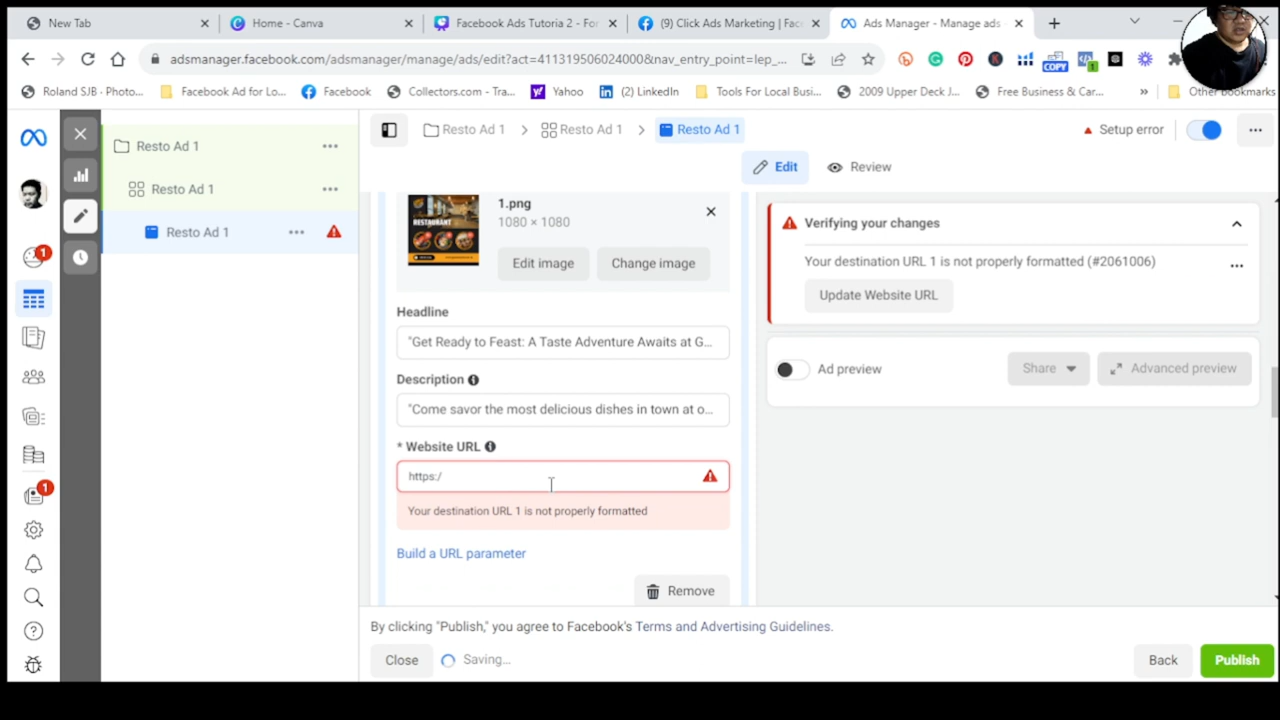 New Tab
Home - Canva
Facebook Ads Tutoria 2 - For
(9) Click Ads Marketing | Fac
Ads Manager - Manage ads
adsmanager.facebook.com/adsmanager/manage/ads/edit?act=411319506024000&nav_entry_point=lep_...
COPY
1
Roland SJB - Photo...
Facebook Ad for Lo...
Facebook
Collectors.com - Tra...
Yahoo
(2) LinkedIn
Tools For Local Busi...
2009 Upper Deck J...
Free Business & Car...
Other bookmarks
Resto Ad 1
Resto Ad 1
Resto Ad 1
Resto Ad 1
Resto Ad 1
Resto Ad 1
Setup error
Edit
Review
1
1
RESTAURANT
1.png
1080 × 1080
Edit image
Change image
Headline
"Get Ready to Feast: A Taste Adventure Awaits at G...
Description
"Come savor the most delicious dishes in town at o...
* Website URL
https:/
Your destination URL 1 is not properly formatted
Build a URL parameter
Remove
Verifying your changes
Your destination URL 1 is not properly formatted (#2061006)
Update Website URL
Ad preview
Share
Advanced preview
By clicking "Publish," you agree to Facebook's Terms and Advertising Guidelines.
Close
Saving...
Back
Publish